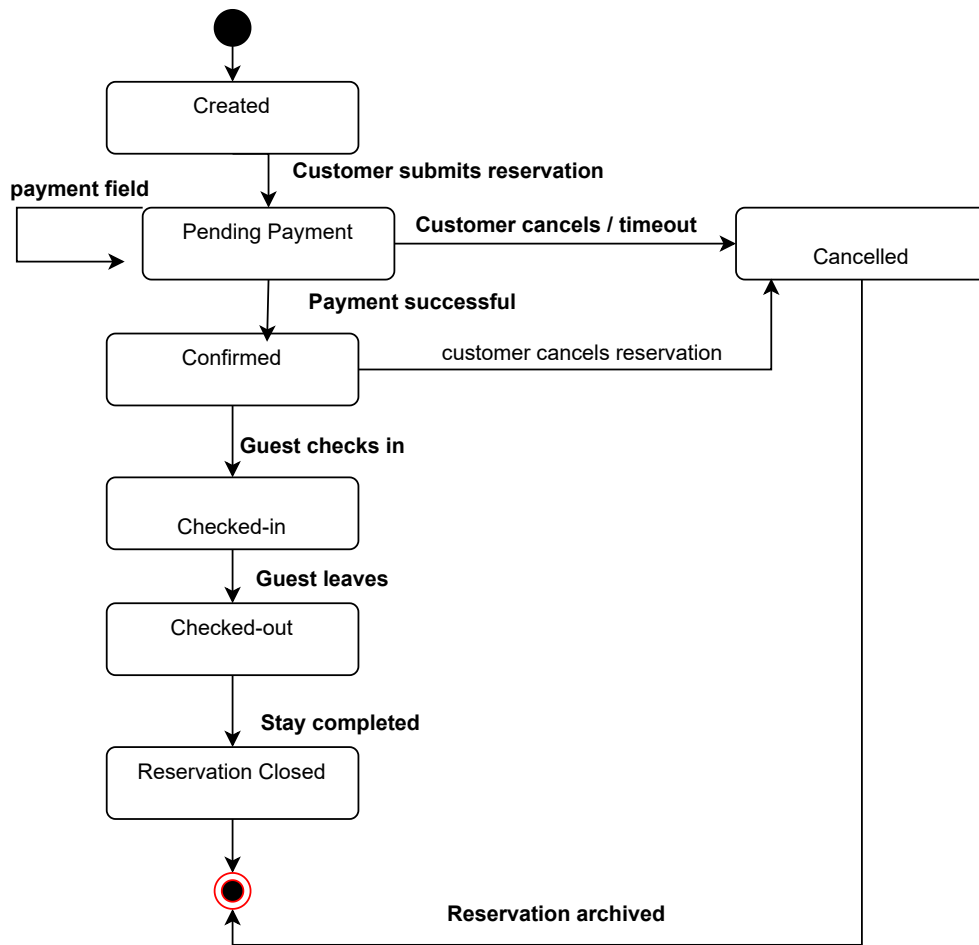 Created
Customer submits reservation
payment field
Pending Payment
Customer cancels / timeout
Cancelled
Payment successful
Confirmed
customer cancels reservation
Guest checks in
Checked-in
Guest leaves
Checked-out
Stay completed
Reservation Closed
Reservation archived